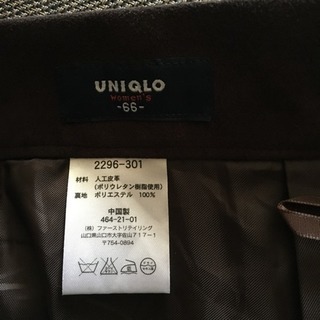 UNIQLO
women's
-66-
2296-301
材料 人工皮革
(ポリウレタン樹脂使用)
裏地 ポリエステル 100%
中国製
464-21-01
(株) ファーストリテイリング
山口県山口市大字佐山717-1
〒754-0894